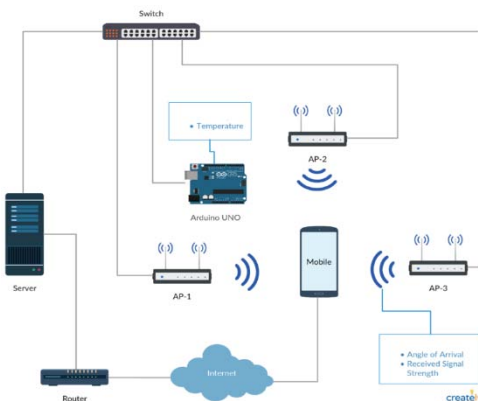 Switch
• Temperature
AP-2
Arduino UNO
Mobile
Server
AP-1
AP-3
Internet
• Angle of Arrival
• Received Signal
Strength
Router